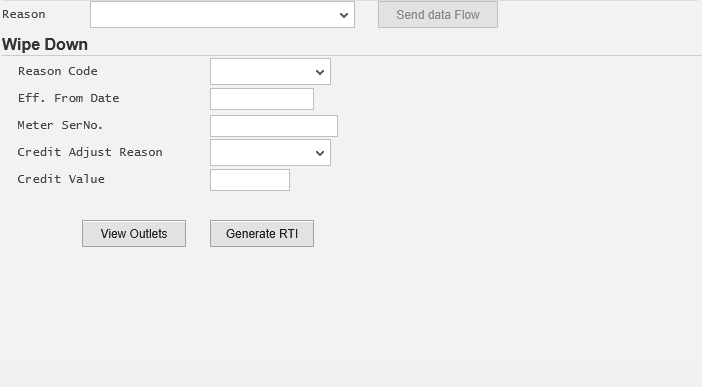 Reason Send data Flow
Wipe Down
Reason Code
Eff. From Date
Meter SerNo.
Credit Adjust Reason
Credit Value
View Outlets Generate RTI